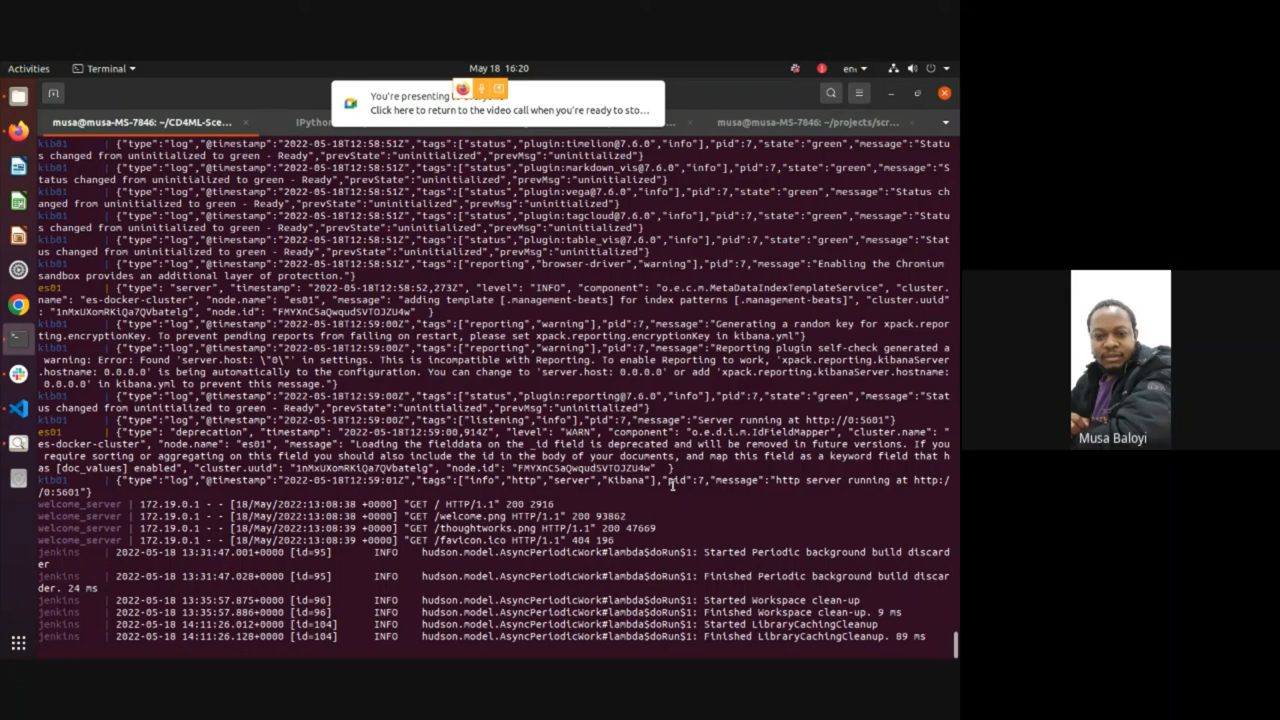 Activities
Terminal
May 18 16:20
en
You're presenting to everyone
Click here to return to the video call when you're ready to sto...
musa@musa-MS-7846: ~/CD4ML-Sce...
IPython
musa@musa-MS-7846: ~/projects/scr...
kib01 | {"type":"log","@timestamp":"2022-05-18T12:58:51Z","tags":["status","plugin:timelion@7.6.0","info"],"pid":7,"state":"green","message":"Statu
s changed from uninitialized to green - Ready","prevState":"uninitialized","prevMsg":"uninitialized"}
kib01 | {"type":"log","@timestamp":"2022-05-18T12:58:51Z","tags":["status","plugin:markdown_vis@7.6.0","info"],"pid":7,"state":"green","message":"S
tatus changed from uninitialized to green - Ready","prevState":"uninitialized","prevMsg":"uninitialized"}
kib01 | {"type":"log","@timestamp":"2022-05-18T12:58:51Z","tags":["status","plugin:vega@7.6.0","info"],"pid":7,"state":"green","message":"Status ch
anged from uninitialized to green - Ready","prevState":"uninitialized","prevMsg":"uninitialized"}
kib01 | {"type":"log","@timestamp":"2022-05-18T12:58:51Z","tags":["status","plugin:tagcloud@7.6.0","info"],"pid":7,"state":"green","message":"Statu
s changed from uninitialized to green - Ready","prevState":"uninitialized","prevMsg":"uninitialized"}
kib01 | {"type":"log","@timestamp":"2022-05-18T12:58:51Z","tags":["status","plugin:table_vis@7.6.0","info"],"pid":7,"state":"green","message":"Stat
us changed from uninitialized to green - Ready","prevState":"uninitialized","prevMsg":"uninitialized"}
kib01 | {"type":"log","@timestamp":"2022-05-18T12:58:51Z","tags":["reporting","browser-driver","warning"],"pid":7,"message":"Enabling the Chromium
sandbox provides an additional layer of protection."}
es01 | {"type": "server", "timestamp": "2022-05-18T12:58:52,273Z", "level": "INFO", "component": "o.e.c.m.MetaDataIndexTemplateService", "cluster.
name": "es-docker-cluster", "node.name": "es01", "message": "adding template [.management-beats] for index patterns [.management-beats]", "cluster.uuid"
: "1nMxUXomRKiQa7QVbatelg", "node.id": "FMYXnC5aQwqudSVTOJZU4w" }
kib01 | {"type":"log","@timestamp":"2022-05-18T12:59:00Z","tags":["reporting","warning"],"pid":7,"message":"Generating a random key for xpack.repor
ting.encryptionKey. To prevent pending reports from failing on restart, please set xpack.reporting.encryptionKey in kibana.yml"}
kib01 | {"type":"log","@timestamp":"2022-05-18T12:59:00Z","tags":["reporting","warning"],"pid":7,"message":"Reporting plugin self-check generated a
warning: Error: Found 'server.host: \"0\"' in settings. This is incompatible with Reporting. To enable Reporting to work, 'xpack.reporting.kibanaServer
.hostname: 0.0.0.0' is being automatically to the configuration. You can change to 'server.host: 0.0.0.0' or add 'xpack.reporting.kibanaServer.hostname:
0.0.0.0' in kibana.yml to prevent this message."}
kib01 | {"type":"log","@timestamp":"2022-05-18T12:59:00Z","tags":["status","plugin:reporting@7.6.0","info"],"pid":7,"state":"green","message":"Stat
us changed from uninitialized to green - Ready","prevState":"uninitialized","prevMsg":"uninitialized"}
kib01 | {"type":"log","@timestamp":"2022-05-18T12:59:00Z","tags":["listening","info"],"pid":7,"message":"Server running at http://0:5601"}
es01 | {"type": "deprecation", "timestamp": "2022-05-18T12:59:00,914Z", "level": "WARN", "component": "o.e.d.i.m.IdFieldMapper", "cluster.name": "
es-docker-cluster", "node.name": "es01", "message": "Loading the fielddata on the _id field is deprecated and will be removed in future versions. If you
require sorting or aggregating on this field you should also include the id in the body of your documents, and map this field as a keyword field that h
as [doc_values] enabled", "cluster.uuid": "1nMxUXomRKiQa7QVbatelg", "node.id": "FMYXnC5aQwqudSVTOJZU4w" }
kib01 | {"type":"log","@timestamp":"2022-05-18T12:59:01Z","tags":["info","http","server","Kibana"],"pid":7,"message":"http server running at http:/
/0:5601"}
welcome_server | 172.19.0.1 - - [18/May/2022:13:08:38 +0000] "GET / HTTP/1.1" 200 2916
welcome_server | 172.19.0.1 - - [18/May/2022:13:08:38 +0000] "GET /welcome.png HTTP/1.1" 200 93862
welcome_server | 172.19.0.1 - - [18/May/2022:13:08:39 +0000] "GET /thoughtworks.png HTTP/1.1" 200 47669
welcome_server | 172.19.0.1 - - [18/May/2022:13:08:39 +0000] "GET /favicon.ico HTTP/1.1" 404 196
jenkins | 2022-05-18 13:31:47.001+0000 [id=95] INFO hudson.model.AsyncPeriodicWork#lambda$doRun$1: Started Periodic background build discard
er
jenkins | 2022-05-18 13:31:47.028+0000 [id=95] INFO hudson.model.AsyncPeriodicWork#lambda$doRun$1: Finished Periodic background build discar
der. 24 ms
jenkins | 2022-05-18 13:35:57.875+0000 [id=96] INFO hudson.model.AsyncPeriodicWork#lambda$doRun$1: Started Workspace clean-up
jenkins | 2022-05-18 13:35:57.886+0000 [id=96] INFO hudson.model.AsyncPeriodicWork#lambda$doRun$1: Finished Workspace clean-up. 9 ms
jenkins | 2022-05-18 14:11:26.012+0000 [id=104] INFO hudson.model.AsyncPeriodicWork#lambda$doRun$1: Started LibraryCachingCleanup
jenkins | 2022-05-18 14:11:26.128+0000 [id=104] INFO hudson.model.AsyncPeriodicWork#lambda$doRun$1: Finished LibraryCachingCleanup. 89 ms
Musa Baloyi